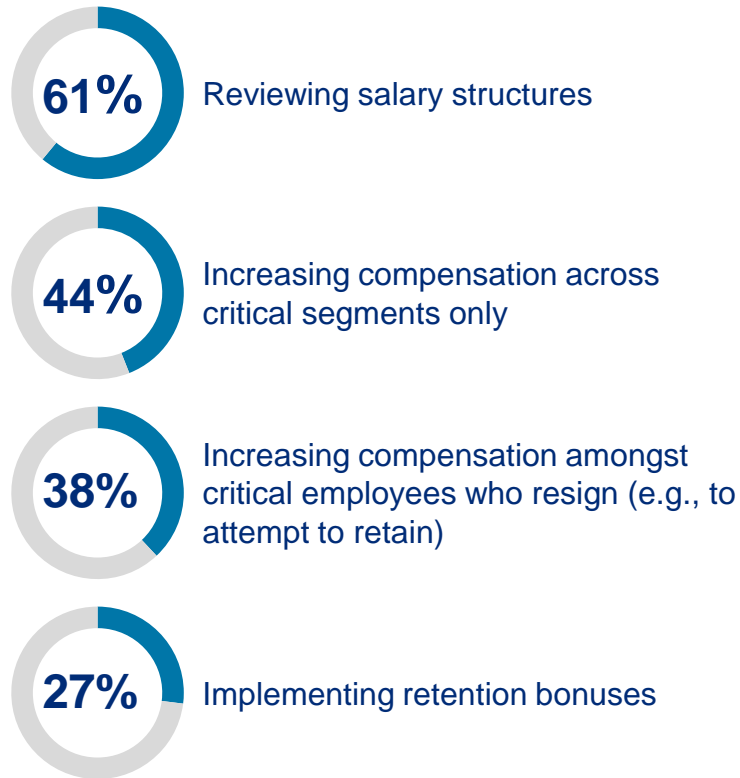 61%
Reviewing salary structures
44%
Increasing compensation across
critical segments only
38%
Increasing compensation amongst
critical employees who resign (e.g., to
attempt to retain)
27%
Implementing retention bonuses